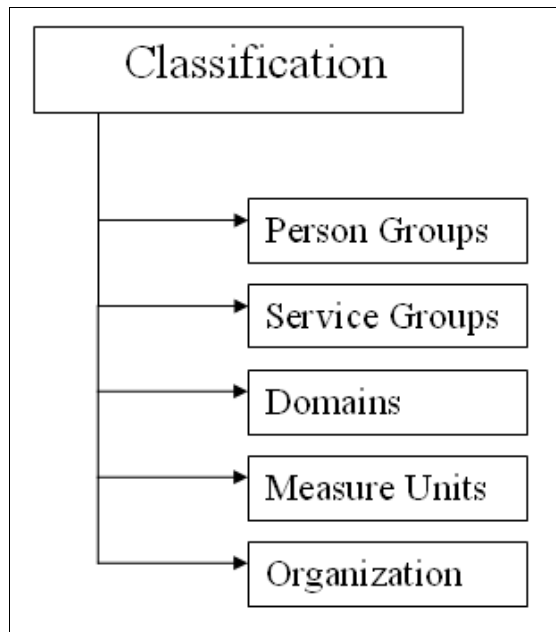 Classification
Person Groups
Service Groups
Domains
Measure Units
Organization